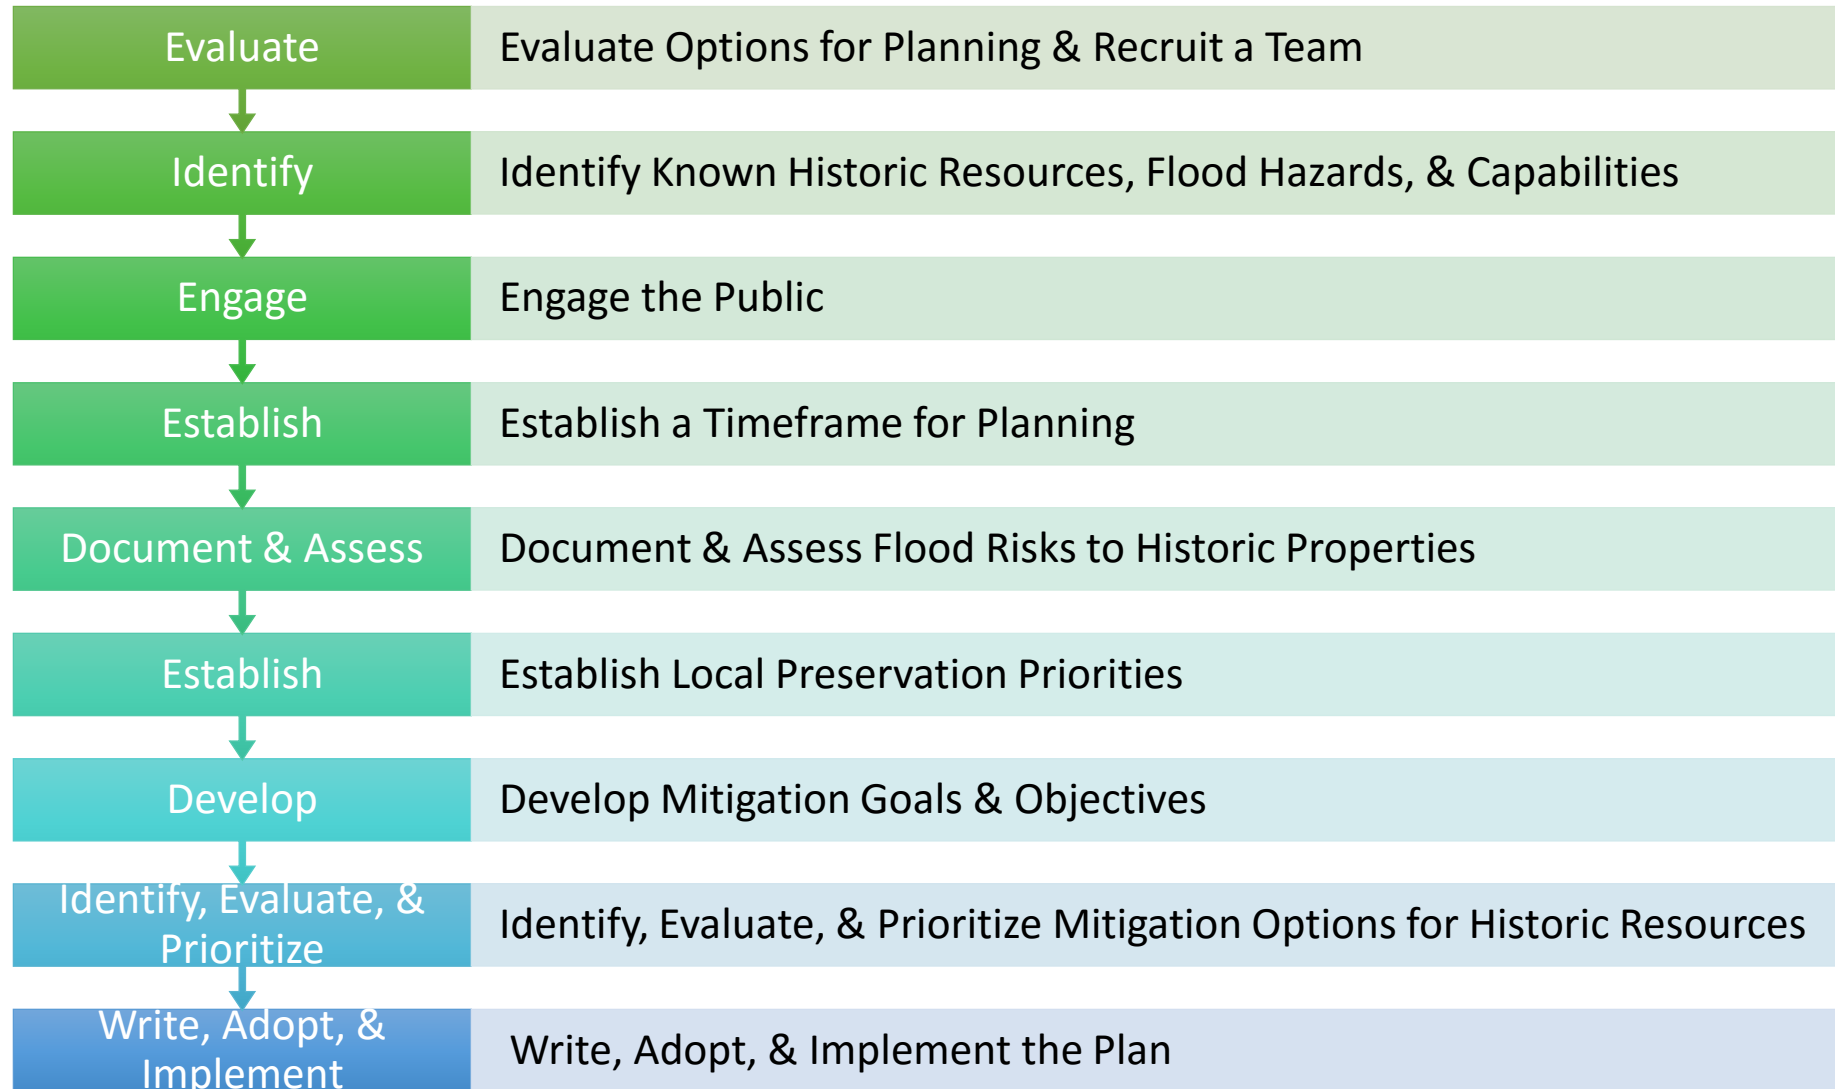 Evaluate
Evaluate Options for Planning & Recruit a Team
Identify
Identify Known Historic Resources, Flood Hazards, & Capabilities
Engage
Engage the Public
Establish
Establish a Timeframe for Planning
Document & Assess
Document & Assess Flood Risks to Historic Properties
Establish
Establish Local Preservation Priorities
Develop
Develop Mitigation Goals & Objectives
Identify, Evaluate, &
Prioritize
Identify, Evaluate, & Prioritize Mitigation Options for Historic Resources
Write, Adopt, &
Implement
Write, Adopt, & Implement the Plan